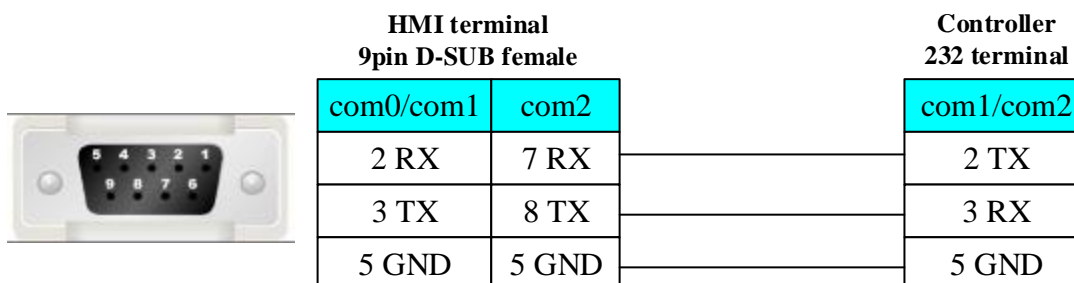 HMI terminal
9pin D-SUB female
Controller
232 terminal
com0/com1 com2 com1/com2
5 4 3 2 1
9 8 7 6
2 RX 7 RX 2 TX
3 TX 8 TX 3 RX
5 GND 5 GND 5 GND